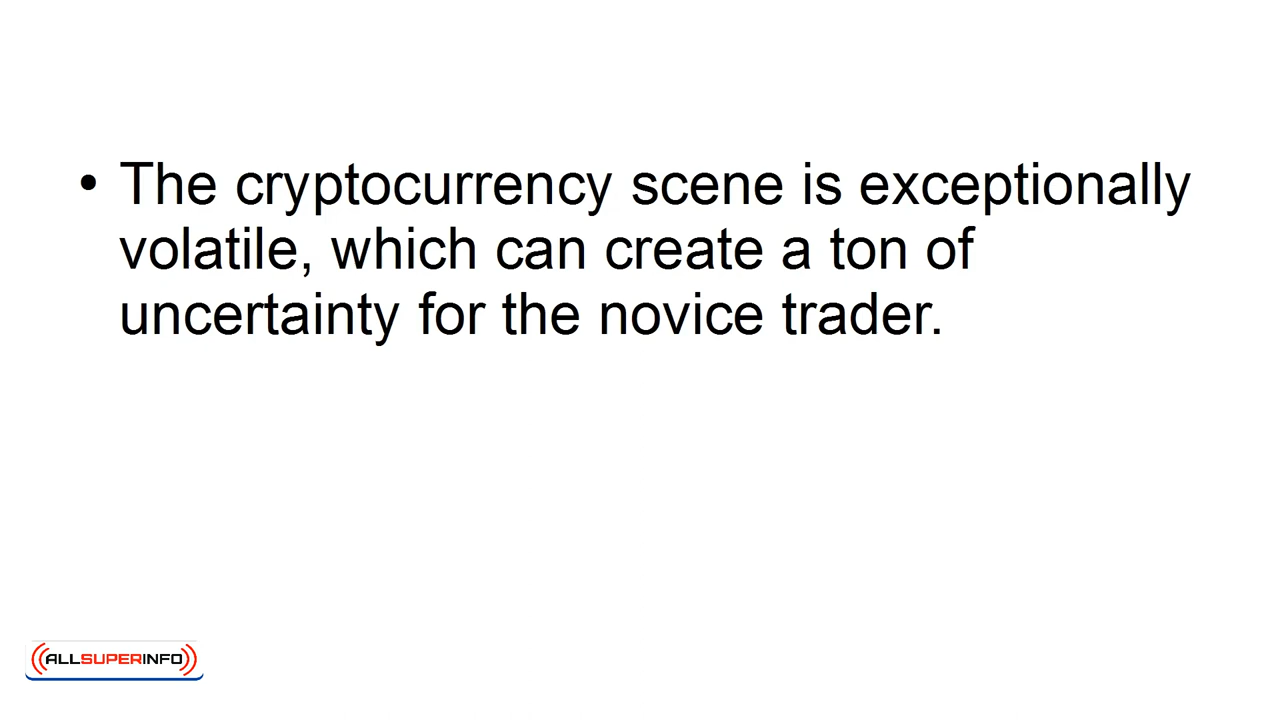 • The cryptocurrency scene is exceptionally
volatile, which can create a ton of
uncertainty for the novice trader.
ALLSUPERINFO